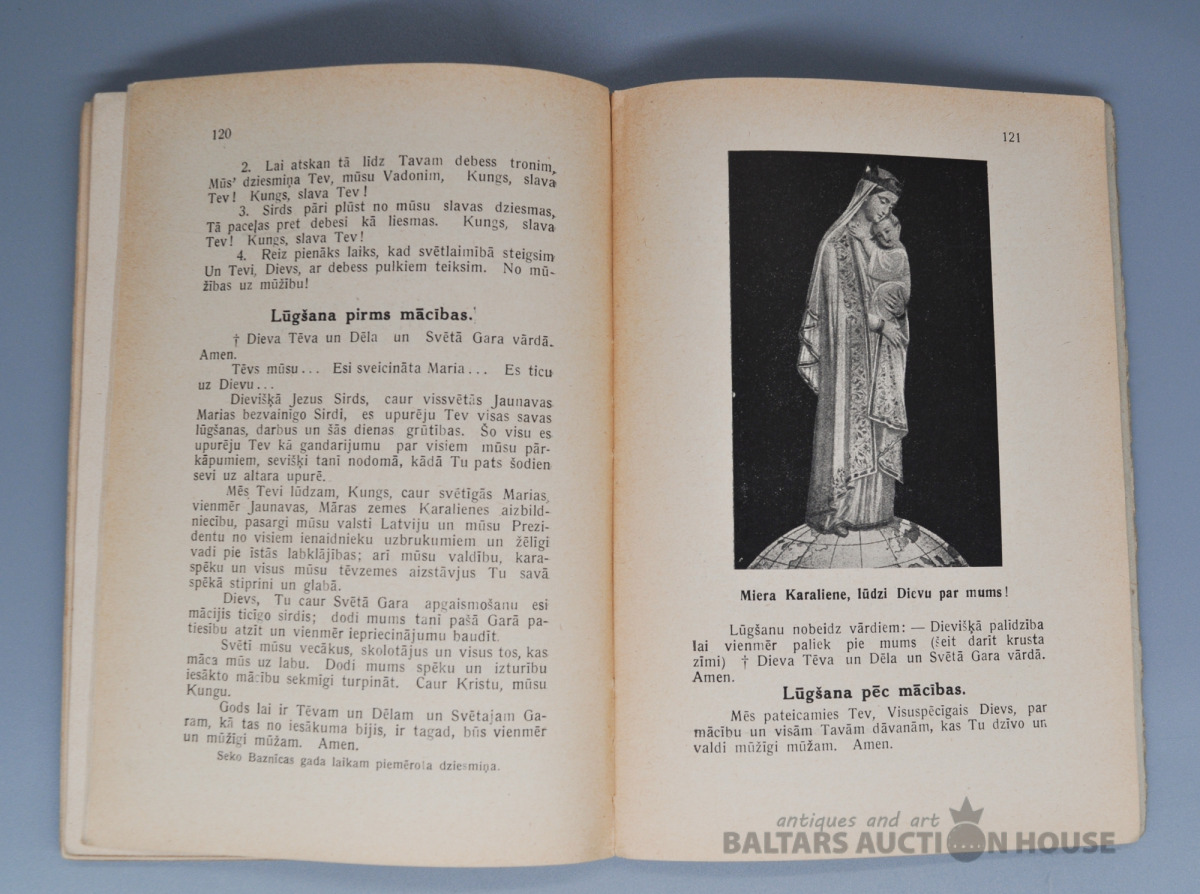 120
2. Lai atskan tā līdz Tavam debess tronim,
Mūs' dziesmiņa Tev, mūsu Vadonim, Kungs, slava
Tev! Kungs, slava Tev!
3. Sirds pāri plūst no mūsu slavas dziesmas,
Tā paceļas pret debesi kā liesmas. Kungs, slava
Tev! Kungs, slava Tev!
4. Reiz pienāks laiks, kad svētlaimībā steigsim
Un Tevi, Dievs, ar debess pulkiem teiksim. No mū-
žības uz mūžību!
Lūgšana pirms mācības.
† Dieva Tēva un Dēla un Svētā Gara vārdā.
Amen.
Tēvs mūsu... Esi sveicināta Maria... Es ticu
uz Dievu...
Dievišķā Jezus Sirds, caur vissvētās Jaunavas
Marias bezvainīgo Sirdi, es upurēju Tev visas savas
lūgšanas, darbus un šās dienas grūtības. Šo visu es
upurēju Tev kā gandarijumu par visiem mūsu pār-
kāpumiem, sevišķi tanī nodomā, kādā Tu pats šodien
sevi uz altara upurē.
Mēs Tevi lūdzam, Kungs, caur svētīgās Marias,
vienmēr Jaunavas, Māras zemes Karalienes aizbild-
niecību, pasargi mūsu valsti Latviju un mūsu Prezi-
dentu no visiem ienaidnieku uzbrukumiem un žēlīgi
vadi pie īstās labklājības; arī mūsu valdību, kara-
spēku un visus mūsu tēvzemes aizstāvjus Tu savā
spēkā stiprini un glabā.
Dievs, Tu caur Svētā Gara apgaismošanu esi
mācijis ticīgo sirdis; dodi mums tanī pašā Garā pa-
tiesību atzīt un vienmēr iepriecinājumu baudīt.
Svētī mūsu vecākus, skolotājus un visus tos, kas
māca mūs uz labu. Dodi mums spēku un izturību
iesākto mācību sekmīgi turpināt. Caur Kristu, mūsu
Kungu.
Gods lai ir Tēvam un Dēlam un Svētajam Ga-
ram, kā tas no iesākuma bijis, ir tagad, būs vienmēr
un mūžīgi mūžam. Amen.
Seko Baznīcas gada laikam piemērota dziesmiņa.
121
Miera Karaliene, lūdzi Dievu par mums!
Lūgšanu nobeidz vārdiem: — Dievišķā palīdzība
lai vienmēr paliek pie mums (šeit darīt krusta
zīmi) † Dieva Tēva un Dēla un Svētā Gara vārdā.
Amen.
Lūgšana pēc mācības.
Mēs pateicamies Tev, Visuspēcīgais Dievs, par
mācību un visām Tavām dāvanām, kas Tu dzīvo un
valdi mūžīgi mūžam. Amen.
antiques and art
BALTARS AUCTION HOUSE